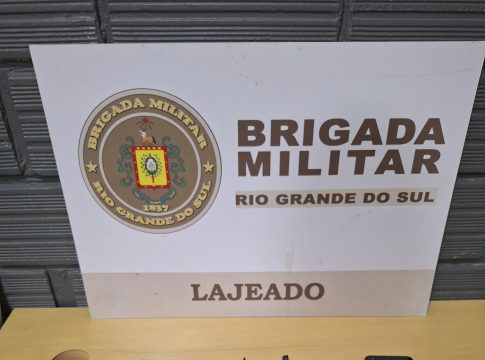 BRIGADA MILITAR
RIO GRANDE DO SUL
1837
BRIGADA
MILITAR
RIO GRANDE DO SUL
LAJEADO